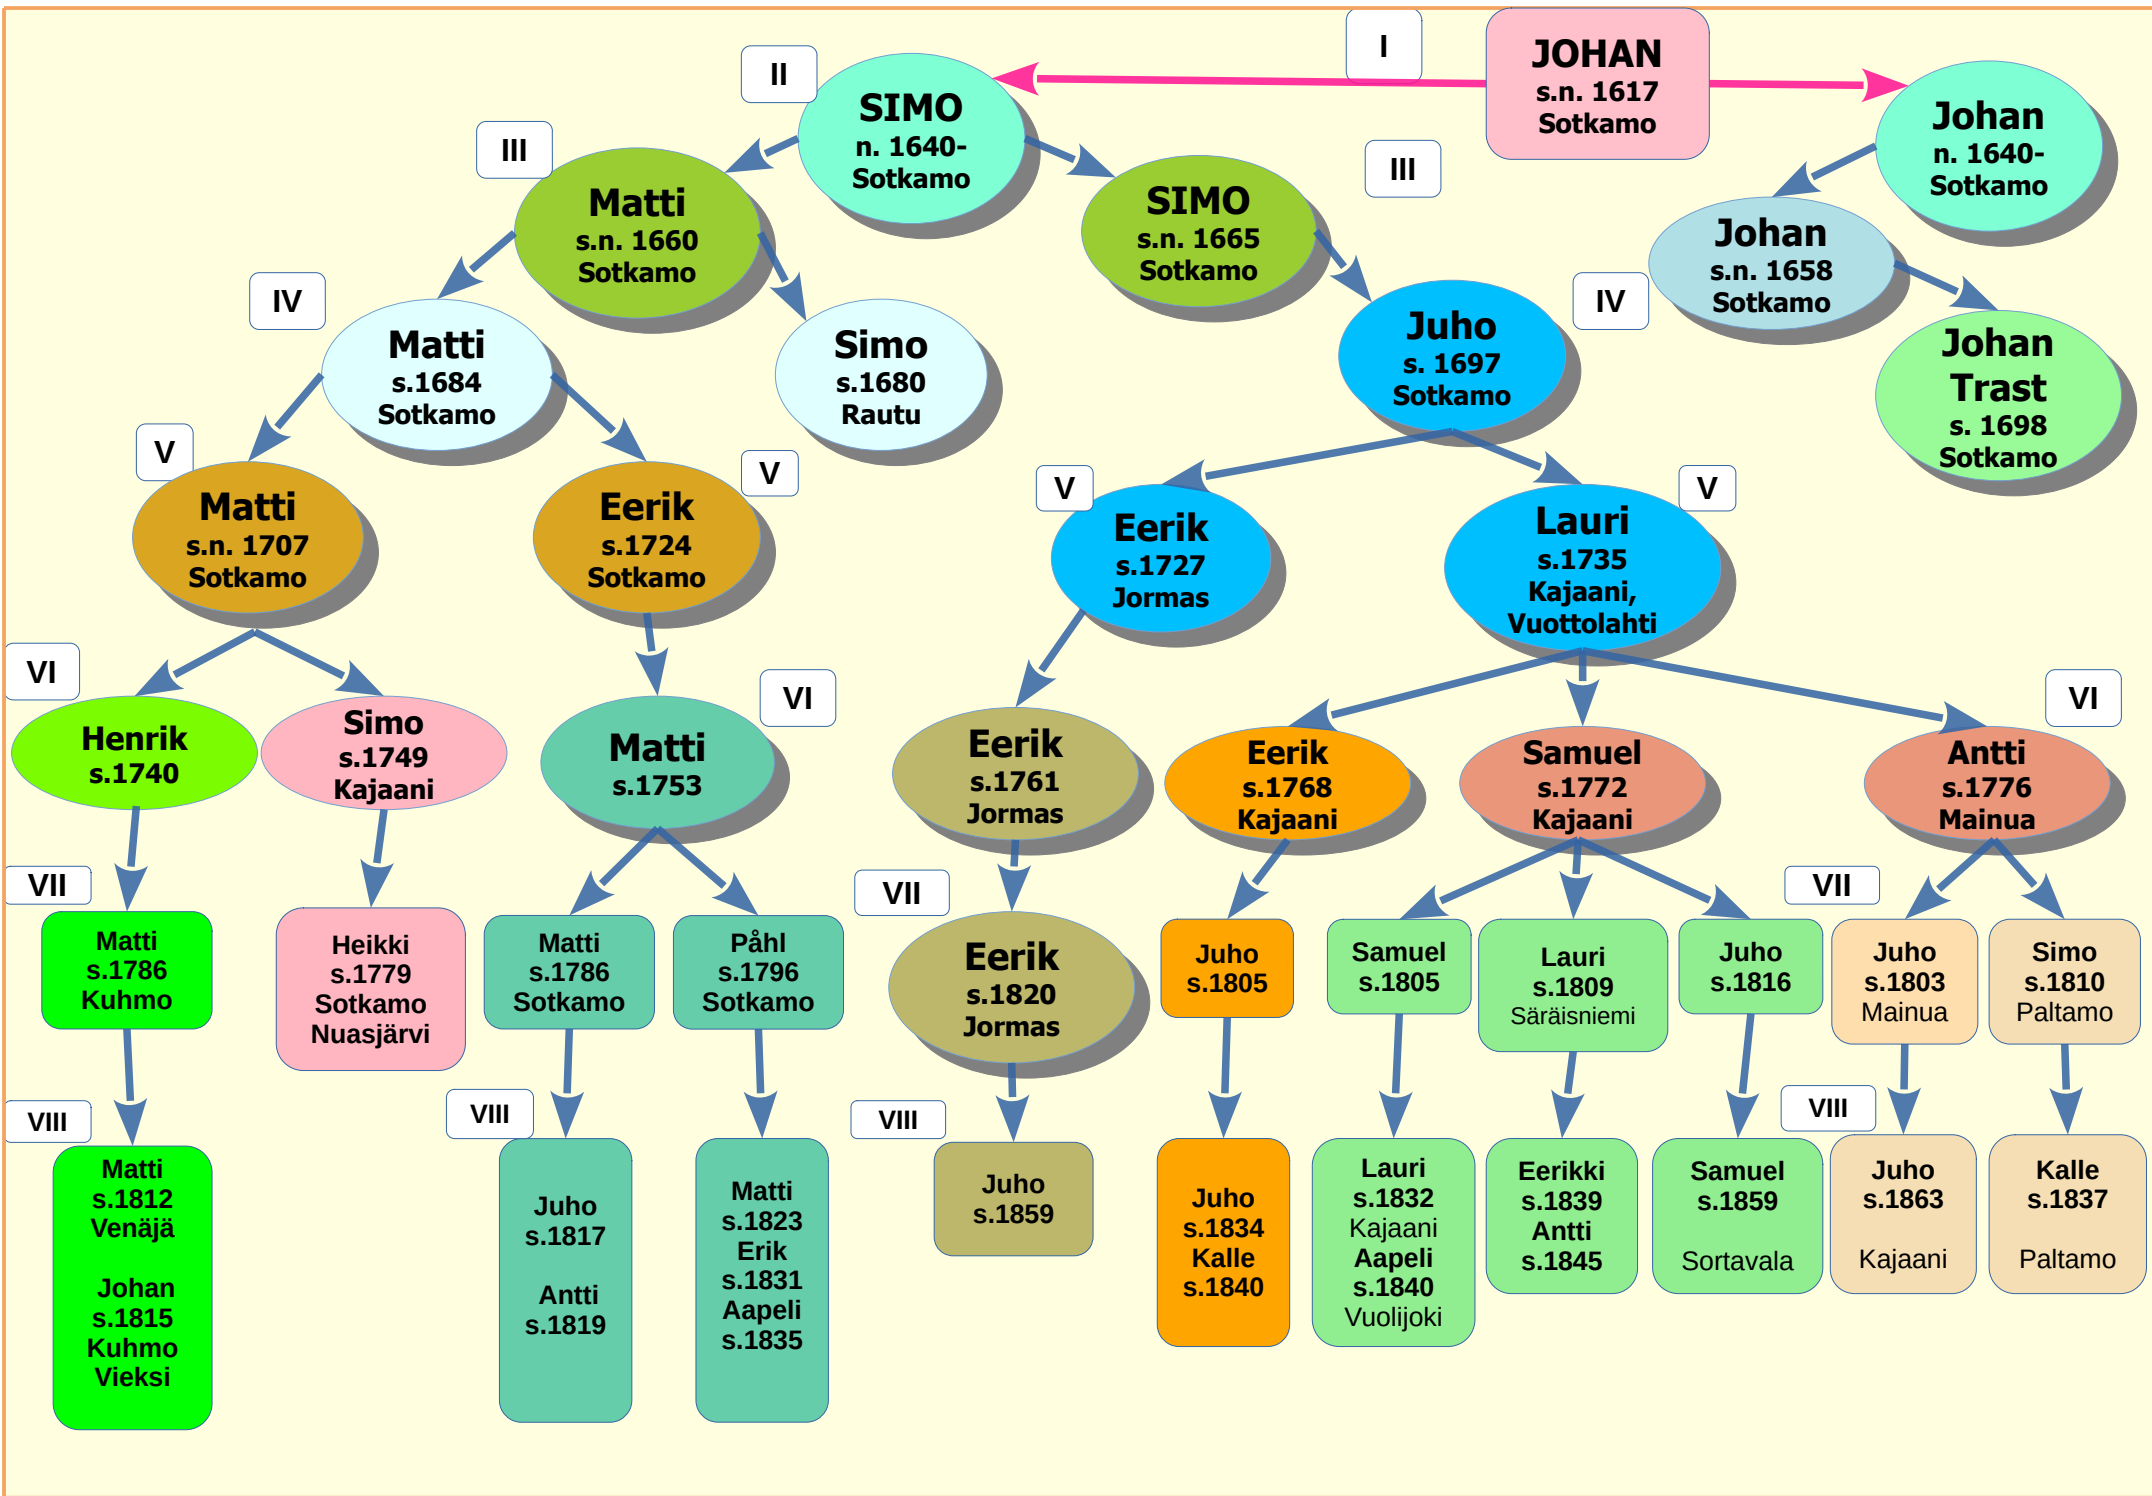 I
JOHAN
s.n. 1617
Sotkamo
II
SIMO
n. 1640-
Sotkamo
Johan
n. 1640-
Sotkamo
III
Matti
s.n. 1660
Sotkamo
SIMO
s.n. 1665
Sotkamo
III
Johan
s.n. 1658
Sotkamo
IV
Matti
s.1684
Sotkamo
Simo
s.1680
Rautu
Juho
s. 1697
Sotkamo
IV
Johan
Trast
s. 1698
Sotkamo
V
Matti
s.n. 1707
Sotkamo
Eerik
s.1724
Sotkamo
V
V
Eerik
s.1727
Jormas
Lauri
s.1735
Kajaani,
Vuottolahti
V
VI
Henrik
s.1740
Simo
s.1749
Kajaani
Matti
s.1753
VI
Eerik
s.1761
Jormas
Eerik
s.1768
Kajaani
Samuel
s.1772
Kajaani
Antti
s.1776
Mainua
VI
VII
Matti
s.1786
Kuhmo
Heikki
s.1779
Sotkamo
Nuasjärvi
Matti
s.1786
Sotkamo
Påhl
s.1796
Sotkamo
VII
Eerik
s.1820
Jormas
Juho
s.1805
Samuel
s.1805
Lauri
s.1809
Säräisniemi
Juho
s.1816
VII
Juho
s.1803
Mainua
Simo
s.1810
Paltamo
VIII
Matti
s.1812
Venäjä
Johan
s.1815
Kuhmo
Vieksi
VIII
Juho
s.1817
Antti
s.1819
Matti
s.1823
Erik
s.1831
Aapeli
s.1835
VIII
Juho
s.1859
Juho
s.1834
Kalle
s.1840
Lauri
s.1832
Kajaani
Aapeli
s.1840
Vuolijoki
Eerikki
s.1839
Antti
s.1845
Samuel
s.1859
Sortavala
VIII
Juho
s.1863
Kajaani
Kalle
s.1837
Paltamo